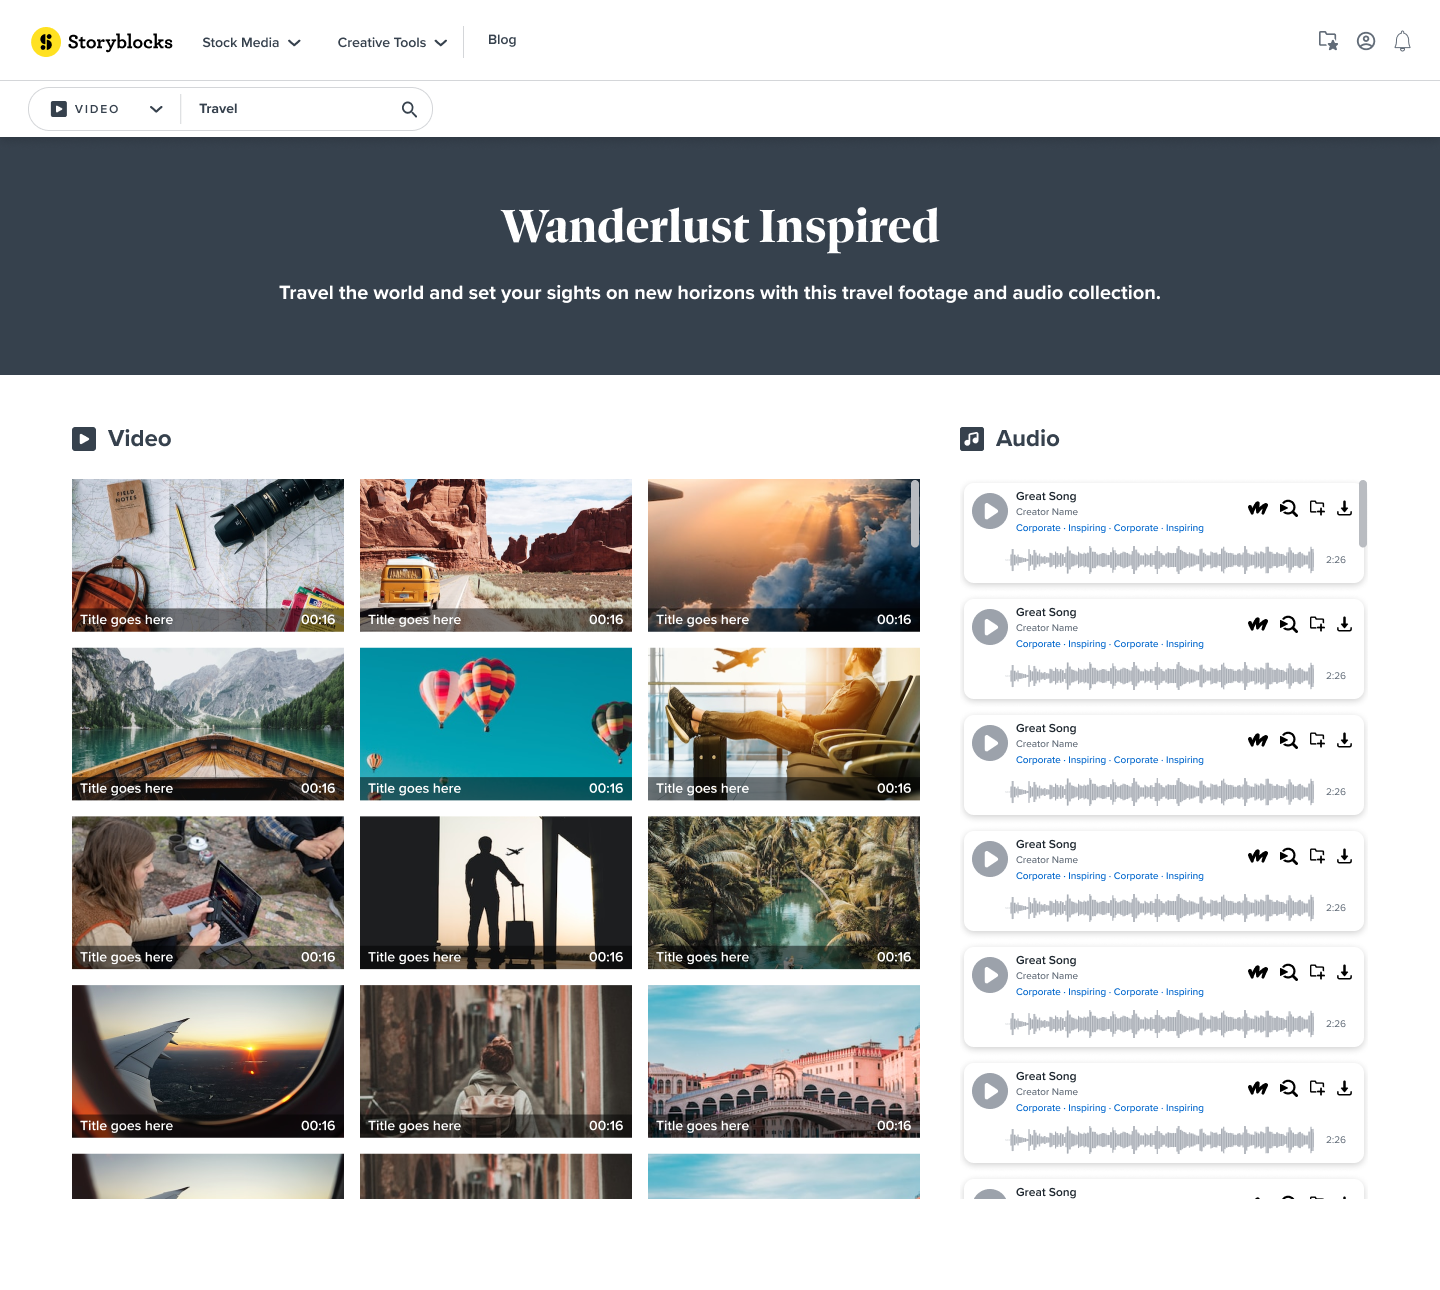 Storyblocks
Stock Media
Creative Tools
Blog
VIDEO
Travel
Wanderlust Inspired
Travel the world and set your sights on new horizons with this travel footage and audio collection.
Video
FIELD NOTES
Title goes here 00:16
Title goes here 00:16
Title goes here 00:16
Title goes here 00:16
Title goes here 00:16
Title goes here 00:16
Title goes here 00:16
Title goes here 00:16
Title goes here 00:16
Title goes here 00:16
Title goes here 00:16
Title goes here 00:16
Audio
Great Song
Creator Name
Corporate · Inspiring · Corporate · Inspiring
2:26
Great Song
Creator Name
Corporate · Inspiring · Corporate · Inspiring
2:26
Great Song
Creator Name
Corporate · Inspiring · Corporate · Inspiring
2:26
Great Song
Creator Name
Corporate · Inspiring · Corporate · Inspiring
2:26
Great Song
Creator Name
Corporate · Inspiring · Corporate · Inspiring
2:26
Great Song
Creator Name
Corporate · Inspiring · Corporate · Inspiring
2:26
Great Song